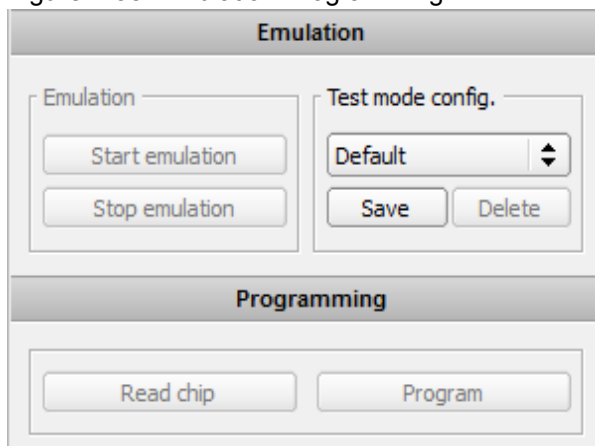 Emulation
Emulation
Start emulation
Stop emulation
Test mode config.
Default
Save Delete
Programming
Read chip Program